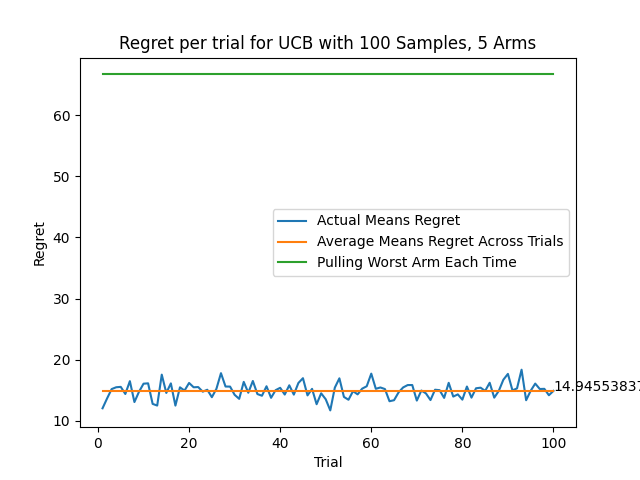 Regret per trial for UCB with 100 Samples, 5 Arms
60
50
40
30
20
10
Regret
Actual Means Regret
Average Means Regret Across Trials
Pulling Worst Arm Each Time
14.94553837
0 20 40 60 80 100
Trial